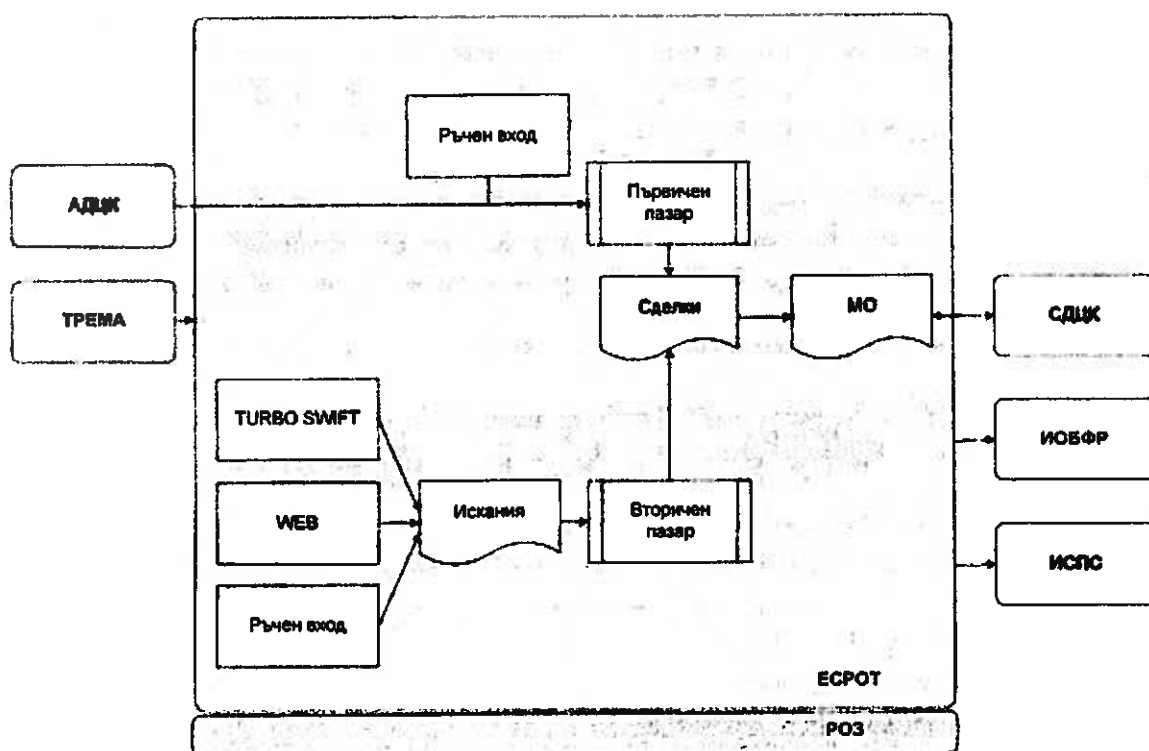 Ръчен вход
АДЦК
Първичен
пазар
ТРЕМА
Сделки
МО
СДЦК
TURBO SWIFT
ИОБФР
WEB
Искания
Вторичен
пазар
ИСПС
Ръчен вход
ЕСРОТ
РОЗ